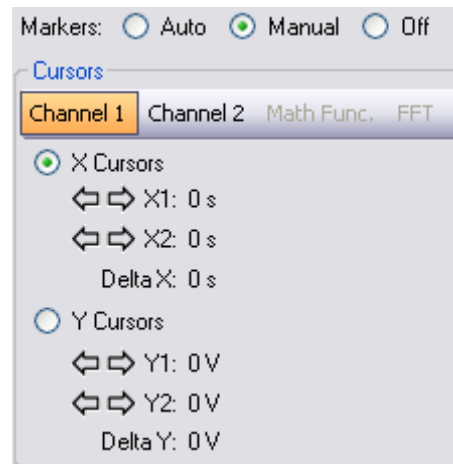 Markers: Auto Manual Off
Cursors
Channel 1 Channel 2 Math Func. FFT
X Cursors
X1: 0 s
X2: 0 s
Delta X: 0 s
Y Cursors
Y1: 0 V
Y2: 0 V
Delta Y: 0 V